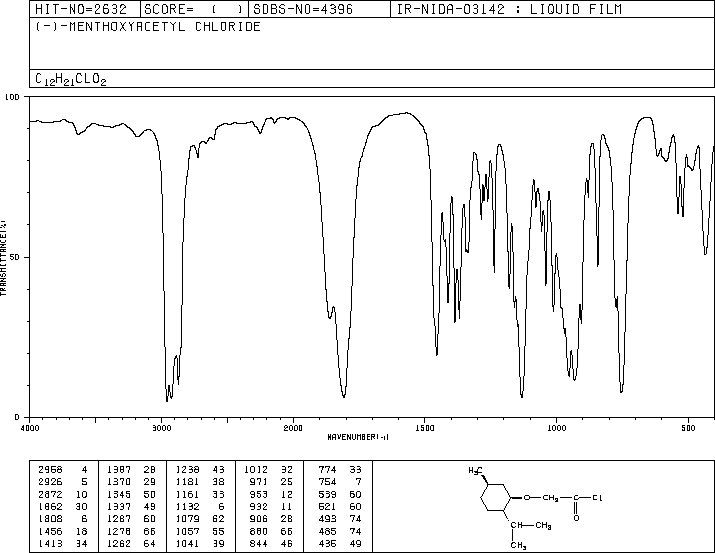 HIT-NO=2632 SCORE= ( ) SDBS-NO=4396 IR-NIDA-03142 : LIQUID FILM
(-)-MENTHOXYACETYL CHLORIDE
C12H21CLO2
100
50
0
TRANSMITTANCE(%)
4000 3000 2000 1500 1000 500
WAVENUMBER(-1)
2958 4 1387 28 1238 43 1012 32 774 33
2926 5 1370 29 1181 38 971 25 754 7
2872 10 1345 50 1161 33 953 12 539 60
1862 30 1337 49 1132 6 932 11 521 60
1808 6 1287 60 1079 62 906 28 493 74
1456 18 1278 66 1057 55 880 66 485 74
1413 34 1262 64 1041 39 844 46 436 49
H3C
O CH2 C Cl
O
CH CH3
CH3